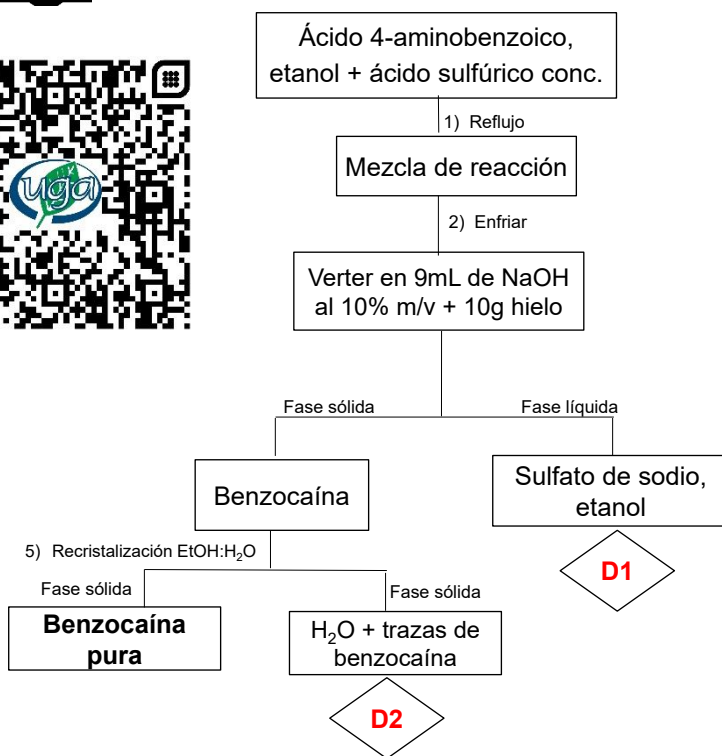 Ácido 4-aminobenzoico,
etanol + ácido sulfúrico conc.
1) Reflujo
Mezcla de reacción
2) Enfriar
uga
Verter en 9mL de NaOH
al 10% m/v + 10g hielo
Fase sólida
Fase líquida
Benzocaína
Sulfato de sodio,
etanol
D1
5) Recristalización EtOH:H₂O
Fase sólida
Fase sólida
Benzocaína
pura
H₂O + trazas de
benzocaína
D2